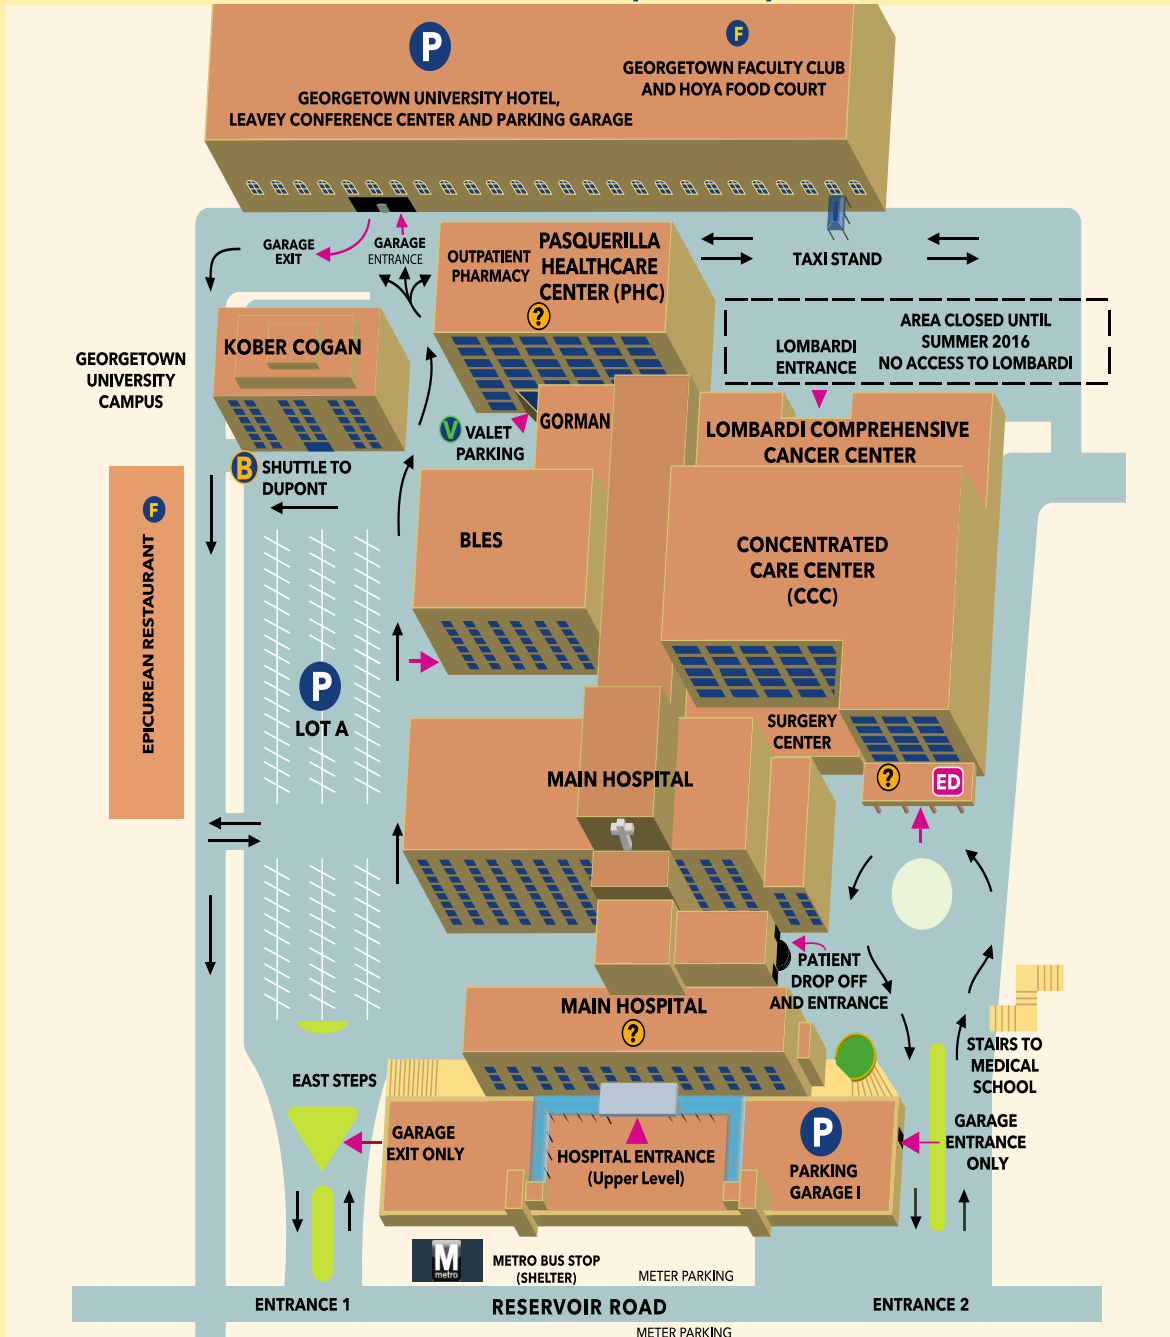 P
F
GEORGETOWN FACULTY CLUB
AND HOYA FOOD COURT
GEORGETOWN UNIVERSITY HOTEL,
LEAVEY CONFERENCE CENTER AND PARKING GARAGE
GARAGE
EXIT
GARAGE
ENTRANCE
OUTPATIENT
PHARMACY
PASQUERILLA
HEALTHCARE
CENTER (PHC)
?
TAXI STAND
AREA CLOSED UNTIL
SUMMER 2016
NO ACCESS TO LOMBARDI
LOMBARDI
ENTRANCE
KOBER COGAN
GEORGETOWN
UNIVERSITY
CAMPUS
V VALET
PARKING
GORMAN
LOMBARDI COMPREHENSIVE
CANCER CENTER
B SHUTTLE TO
DUPONT
F
EPICUREAN RESTAURANT
BLES
CONCENTRATED
CARE CENTER
(CCC)
P
LOT A
SURGERY
CENTER
MAIN HOSPITAL
?
ED
PATIENT
DROP OFF
AND ENTRANCE
MAIN HOSPITAL
?
STAIRS TO
MEDICAL
SCHOOL
EAST STEPS
GARAGE
EXIT ONLY
HOSPITAL ENTRANCE
(Upper Level)
P
PARKING
GARAGE I
GARAGE
ENTRANCE
ONLY
M
metro
METRO BUS STOP
(SHELTER)
METER PARKING
ENTRANCE 1
RESERVOIR ROAD
ENTRANCE 2
METER PARKING